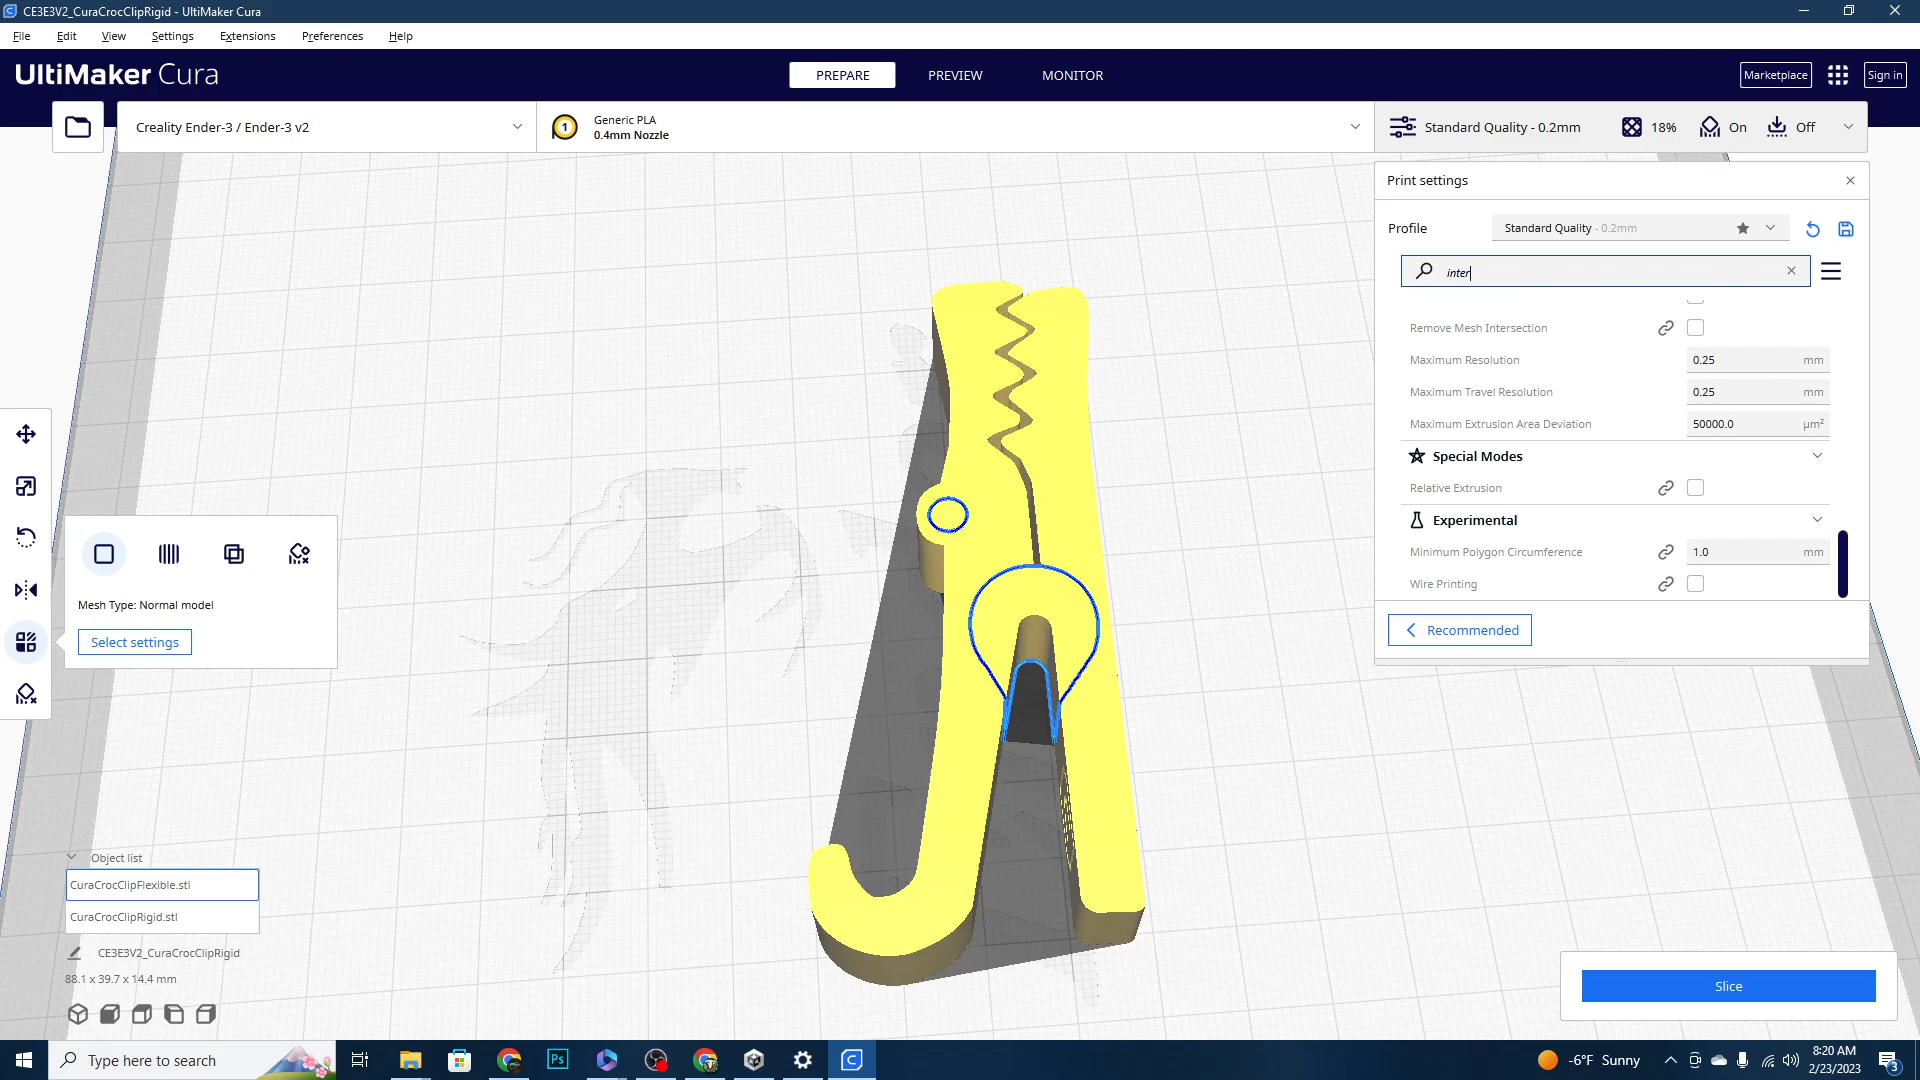 CE3E3V2_CuraCrocClipRigid - UltiMaker Cura
File Edit View Settings Extensions Preferences Help
UltiMaker Cura
PREPARE PREVIEW MONITOR
Marketplace Sign in
Creality Ender-3 / Ender-3 v2
1 Generic PLA
0.4mm Nozzle
Standard Quality - 0.2mm 18% On Off
Print settings
Profile Standard Quality - 0.2mm
inter
Remove Mesh Intersection
Maximum Resolution 0.25 mm
Maximum Travel Resolution 0.25 mm
Maximum Extrusion Area Deviation 50000.0 µm²
Special Modes
Relative Extrusion
Experimental
Minimum Polygon Circumference 1.0 mm
Wire Printing
Recommended
Mesh Type: Normal model
Select settings
Object list
CuraCrocClipFlexible.stl
CuraCrocClipRigid.stl
CE3E3V2_CuraCrocClipRigid
88.1 x 39.7 x 14.4 mm
Slice
Type here to search
Ps
-6°F Sunny
8:20 AM
2/23/2023
3